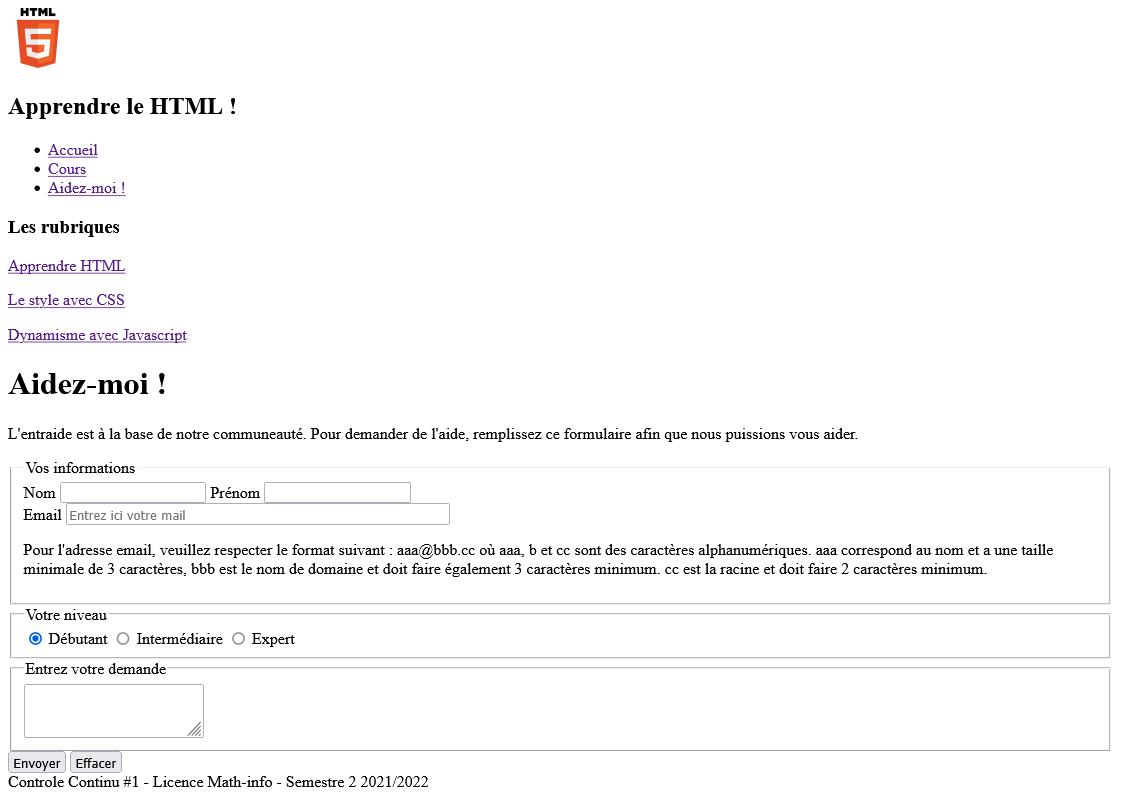 HTML
5
Apprendre le HTML !
Accueil
Cours
Aidez-moi !
Les rubriques
Apprendre HTML
Le style avec CSS
Dynamisme avec Javascript
Aidez-moi !
L'entraide est à la base de notre communeauté. Pour demander de l'aide, remplissez ce formulaire afin que nous puissions vous aider.
Vos informations
Nom Prénom
Email Entrez ici votre mail
Pour l'adresse email, veuillez respecter le format suivant : aaa@bbb.cc où aaa, b et cc sont des caractères alphanumériques. aaa correspond au nom et a une taille
minimale de 3 caractères, bbb est le nom de domaine et doit faire également 3 caractères minimum. cc est la racine et doit faire 2 caractères minimum.
Votre niveau
Débutant Intermédiaire Expert
Entrez votre demande
Envoyer Effacer
Controle Continu #1 - Licence Math-info - Semestre 2 2021/2022